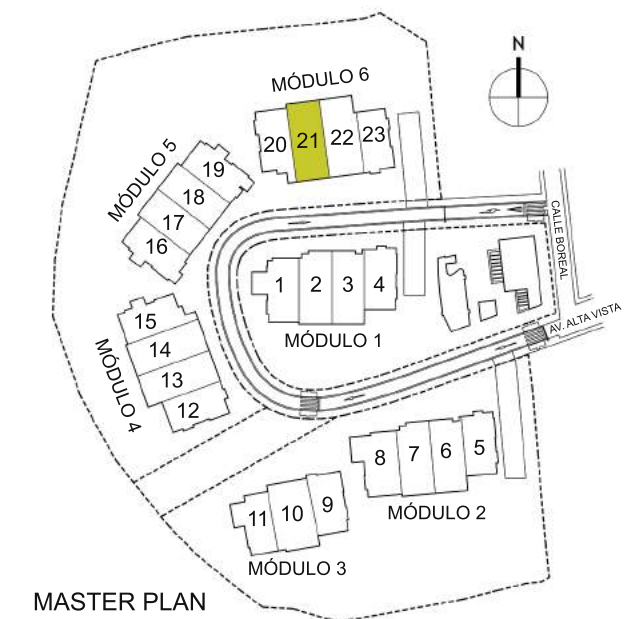 N
MÓDULO 6
20 21 22 23
MÓDULO 5
19
18
17
16
CALLE BOREAL
1 2 3 4
MÓDULO 1
AV. ALTA VISTA
15
14
13
12
MÓDULO 4
8 7 6 5
MÓDULO 2
11 10 9
MÓDULO 3
MASTER PLAN